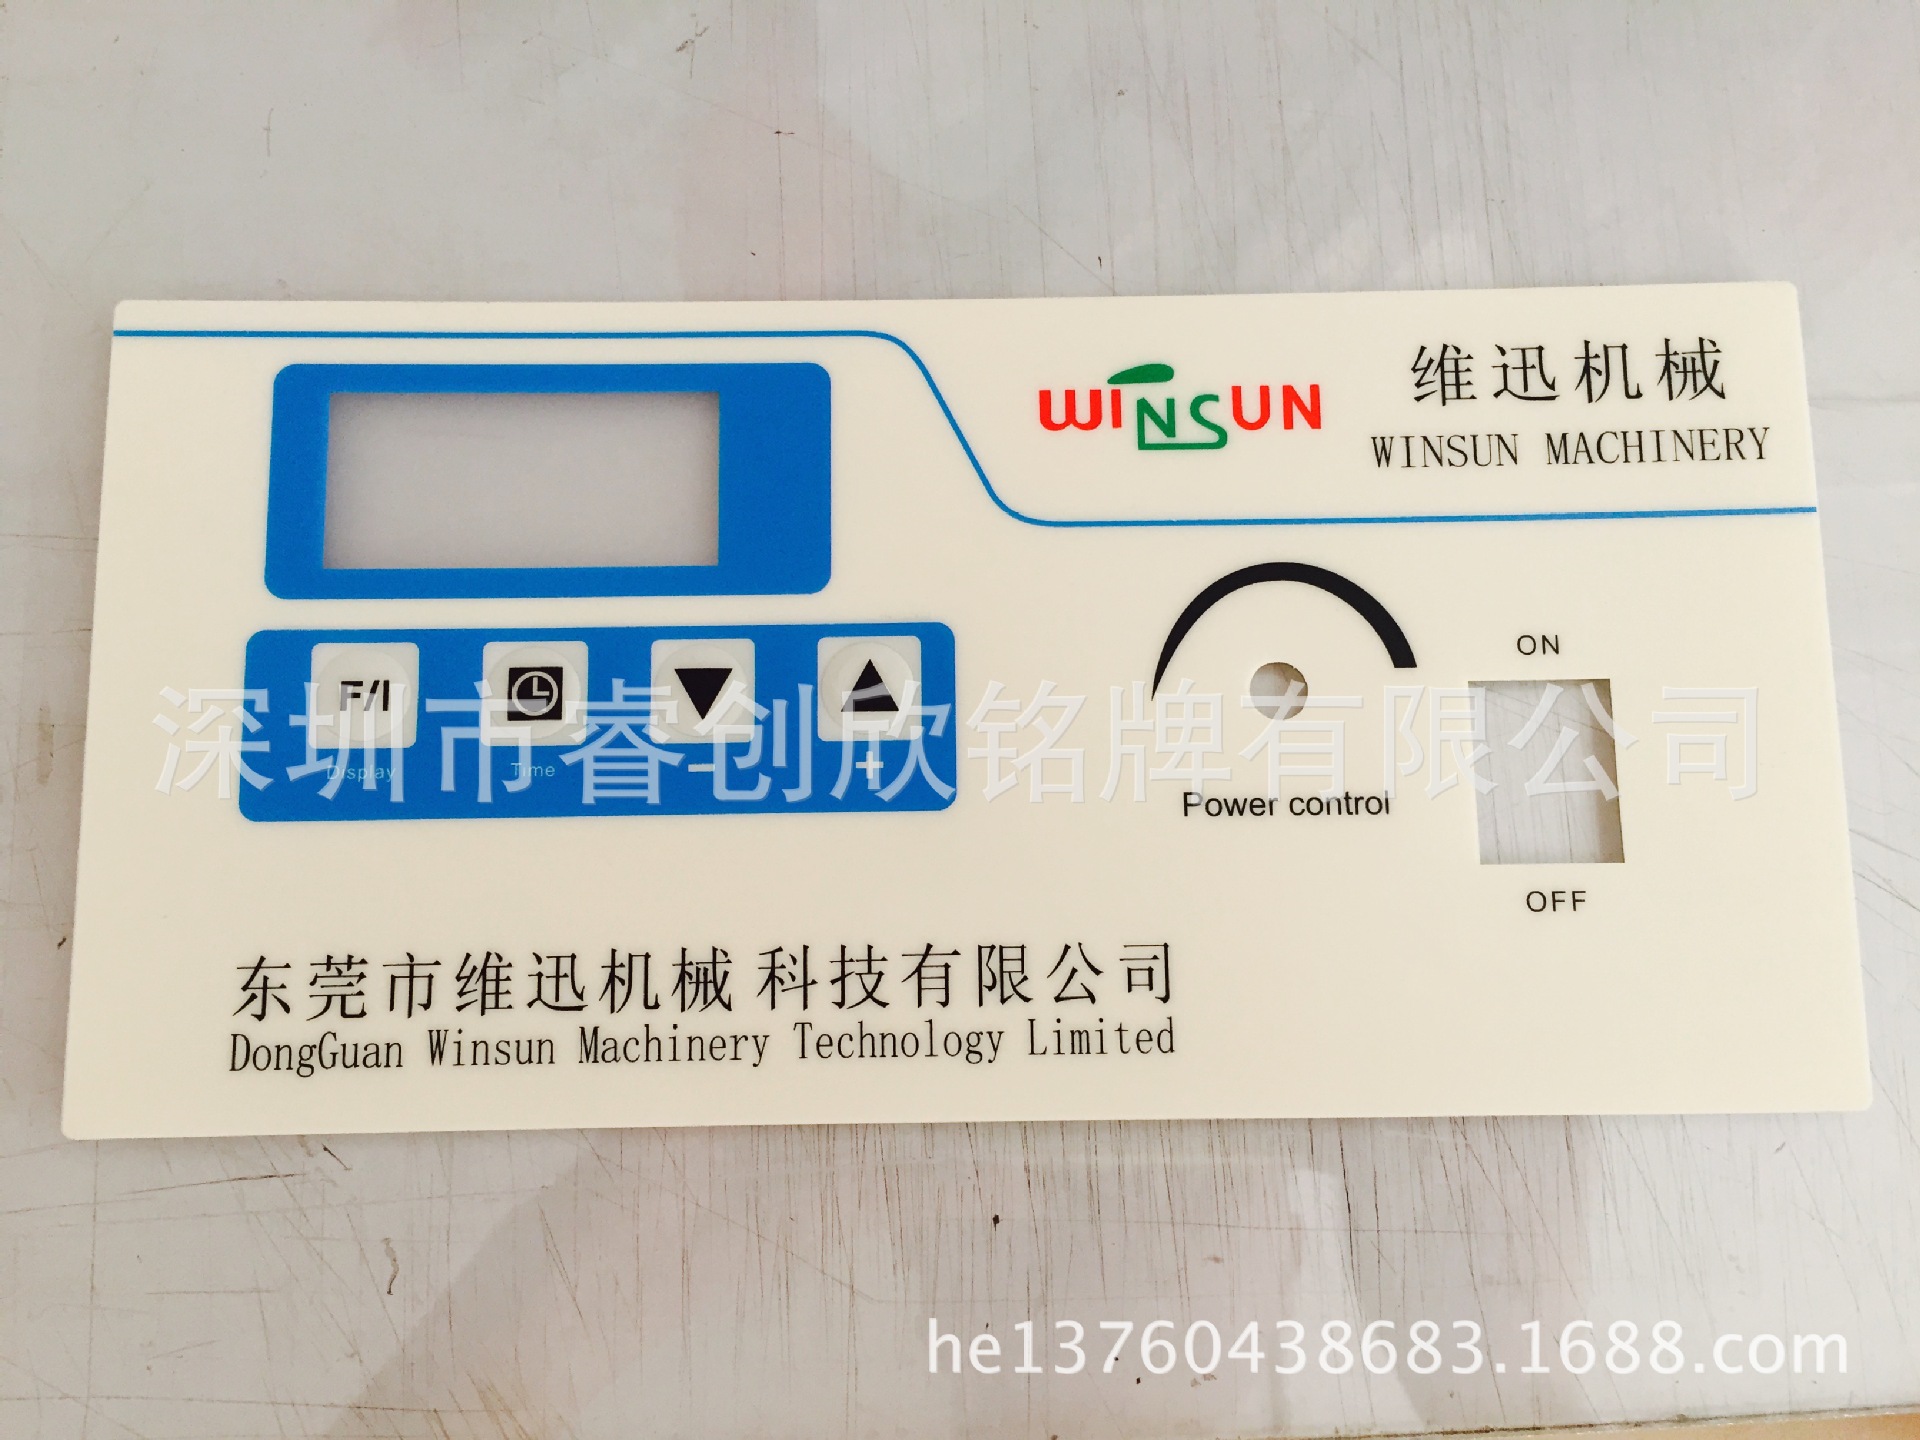 WINSUN
维迅机械
WINSUN MACHINERY
ON
F/I
Display
Time
−
+
深圳市睿创欣铭牌有限公司
Power control
OFF
东莞市维迅机械 科技有限公司
DongGuan Winsun Machinery Technology Limited
he13760438683.1688.com